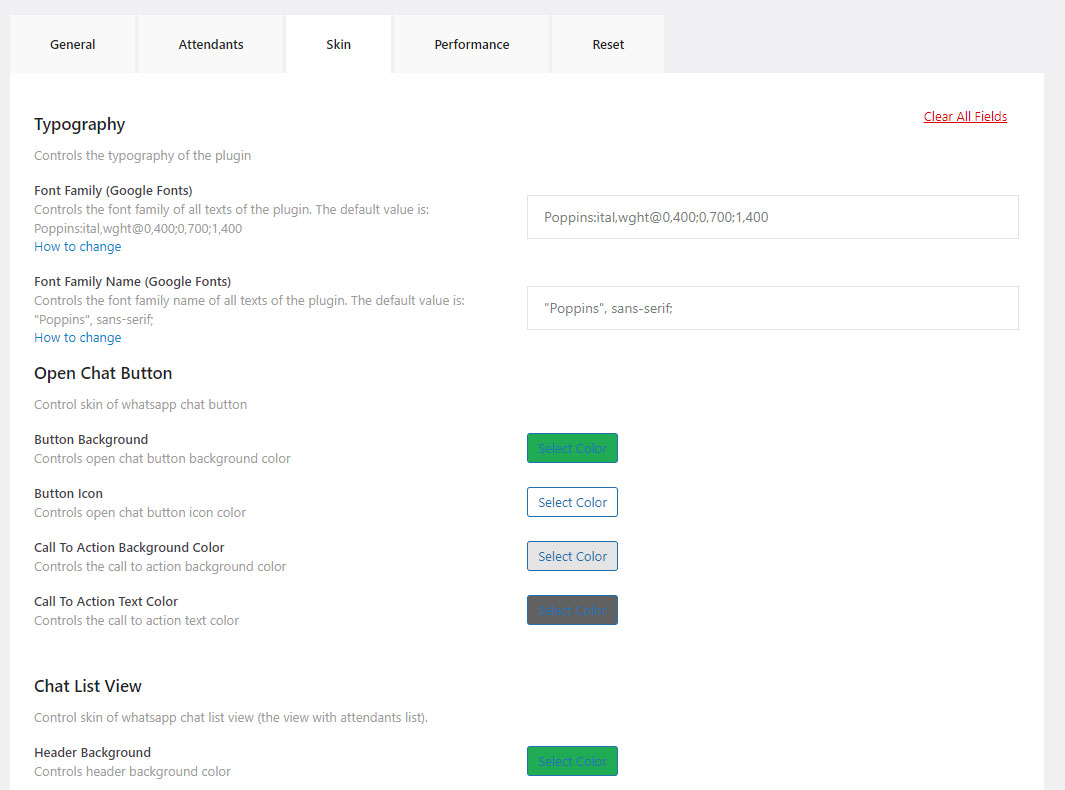 General
Attendants
Skin
Performance
Reset
Typography
Clear All Fields
Controls the typography of the plugin
Font Family (Google Fonts)
Controls the font family of all texts of the plugin. The default value is:
Poppins:ital,wght@0,400;0,700;1,400
How to change
Poppins:ital,wght@0,400;0,700;1,400
Font Family Name (Google Fonts)
Controls the font family name of all texts of the plugin. The default value is:
"Poppins", sans-serif;
How to change
"Poppins", sans-serif;
Open Chat Button
Control skin of whatsapp chat button
Button Background
Controls open chat button background color
Select Color
Button Icon
Controls open chat button icon color
Select Color
Call To Action Background Color
Controls the call to action background color
Select Color
Call To Action Text Color
Controls the call to action text color
Select Color
Chat List View
Control skin of whatsapp chat list view (the view with attendants list).
Header Background
Controls header background color
Select Color